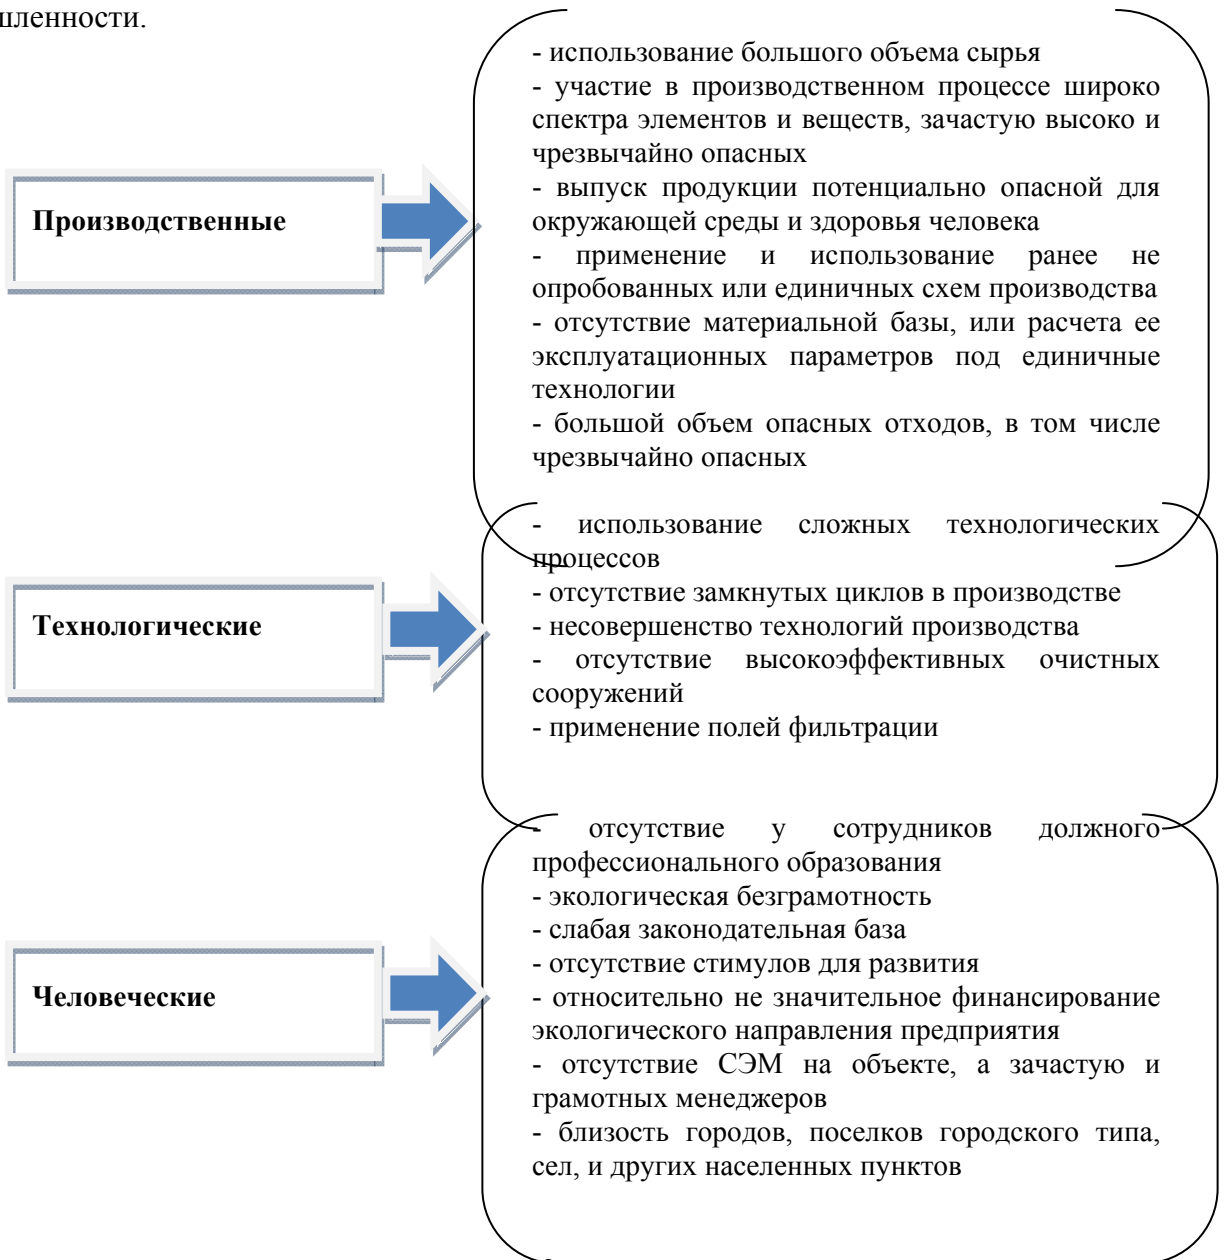 шленности.
- использование большого объема сырья
- участие в производственном процессе широко
спектра элементов и веществ, зачастую высоко и
чрезвычайно опасных
- выпуск продукции потенциально опасной для
окружающей среды и здоровья человека
- применение и использование ранее не
опробованных или единичных схем производства
- отсутствие материальной базы, или расчета ее
эксплуатационных параметров под единичные
технологии
- большой объем опасных отходов, в том числе
чрезвычайно опасных
Производственные
- использование сложных технологических
процессов
- отсутствие замкнутых циклов в производстве
- несовершенство технологий производства
- отсутствие высокоэффективных очистных
сооружений
- применение полей фильтрации
Технологические
- отсутствие у сотрудников должного
профессионального образования
- экологическая безграмотность
- слабая законодательная база
- отсутствие стимулов для развития
- относительно не значительное финансирование
экологического направления предприятия
- отсутствие СЭМ на объекте, а зачастую и
грамотных менеджеров
- близость городов, поселков городского типа,
сел, и других населенных пунктов
Человеческие